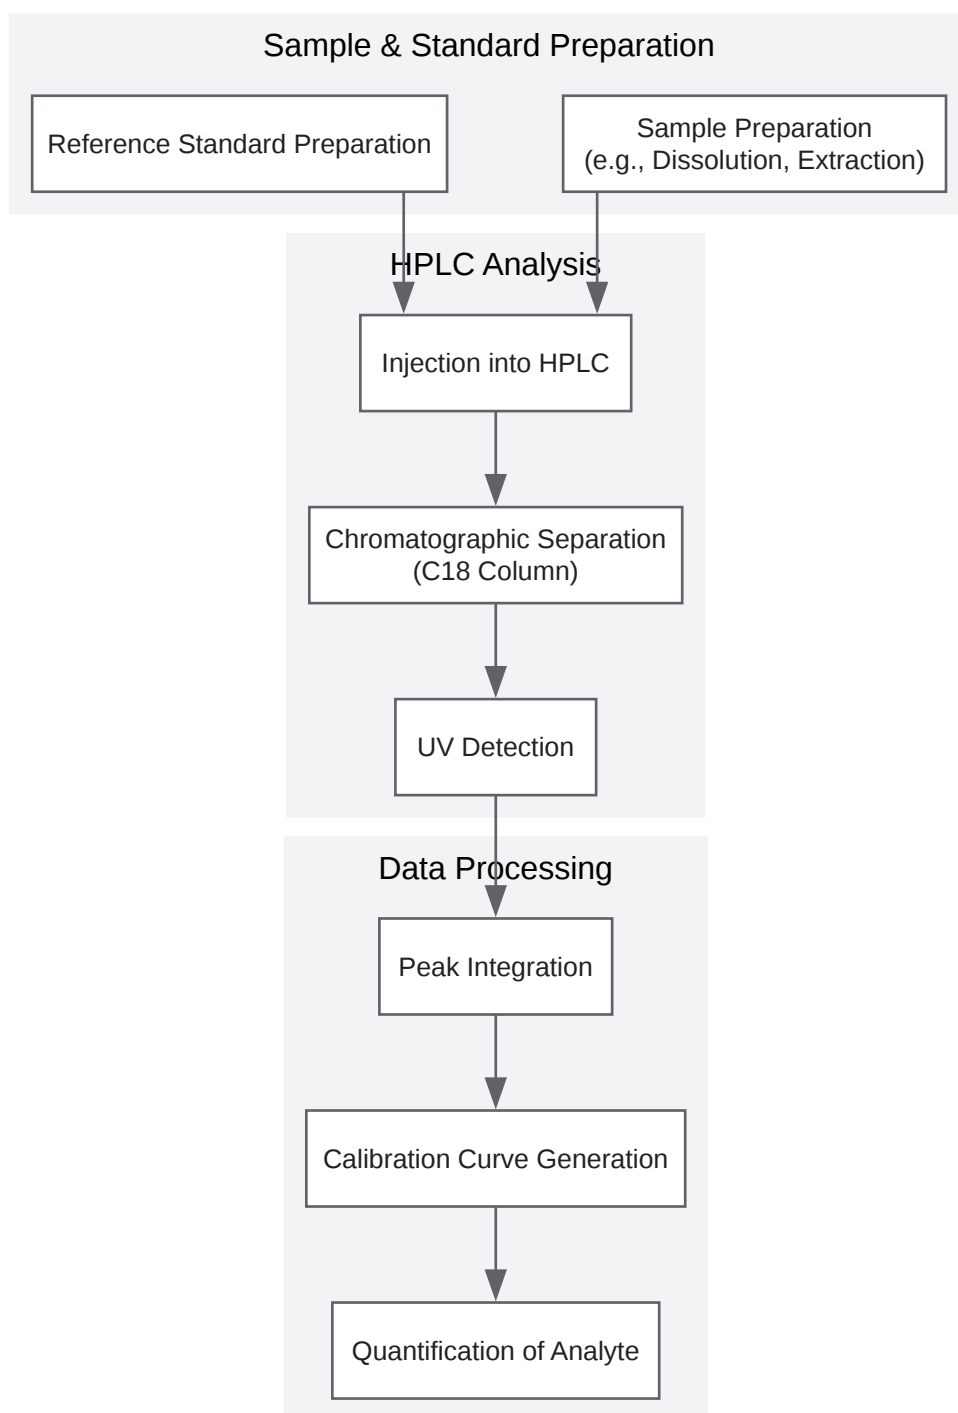 Sample & Standard Preparation
Reference Standard Preparation
Sample Preparation
(e.g., Dissolution, Extraction)
HPLC Analysis
Injection into HPLC
Chromatographic Separation
(C18 Column)
UV Detection
Data Processing
Peak Integration
Calibration Curve Generation
Quantification of Analyte